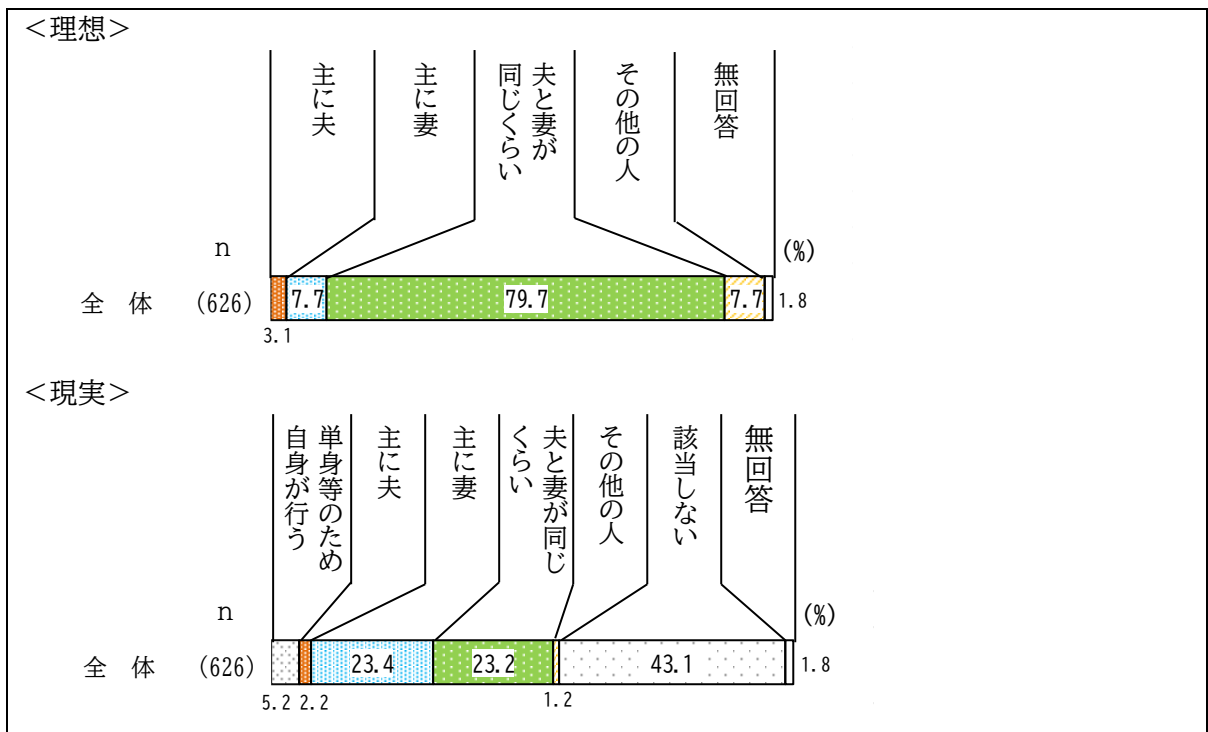 ＜理想＞
主に夫
主に妻
夫と妻が
同じくらい
その他の人
無回答
n
(%)
全 体 (626)
7.7
79.7
7.7
1.8
3.1
＜現実＞
単身等のため
自身が行う
主に夫
主に妻
夫と妻が同じ
くらい
その他の人
該当しない
無回答
n
(%)
全 体 (626)
23.4
23.2
43.1
1.8
5.2
2.2
1.2